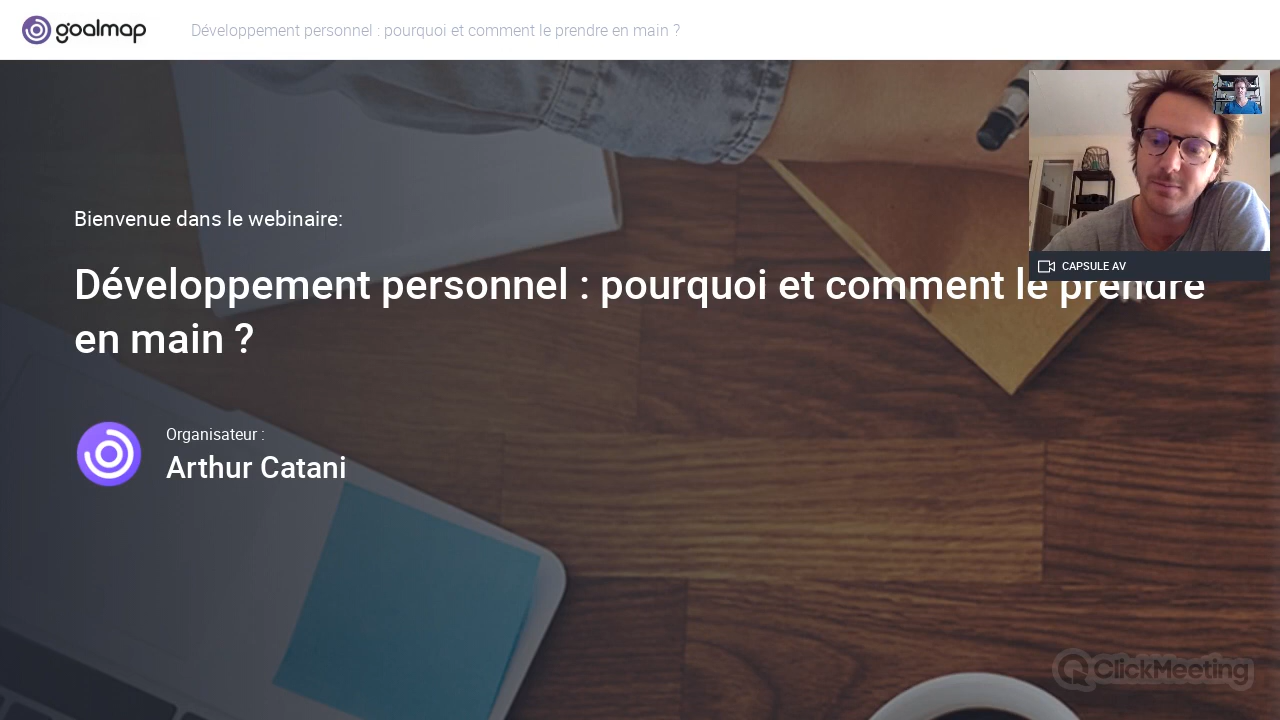 goalmap
Développement personnel : pourquoi et comment le prendre en main ?
CAPSULE AV
Bienvenue dans le webinaire:
Développement personnel : pourquoi et comment le prendre
en main ?
Organisateur :
Arthur Catani
ClickMeeting